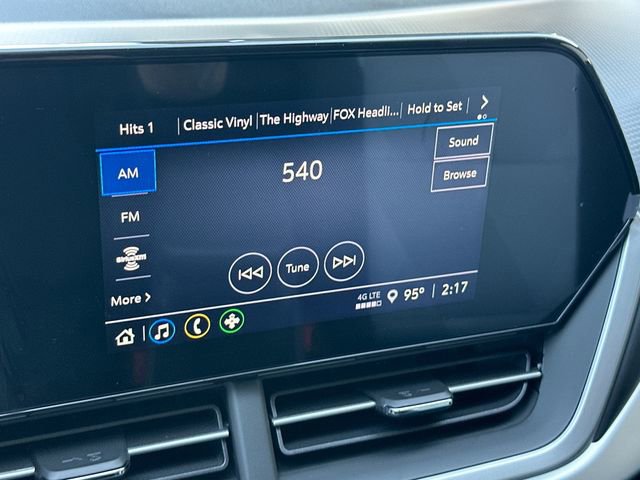 Hits 1 Classic Vinyl The Highway FOX Headli... Hold to Set
AM
540
Sound
Browse
FM
SiriusXM
Tune
More
4G LTE 95° 2:17